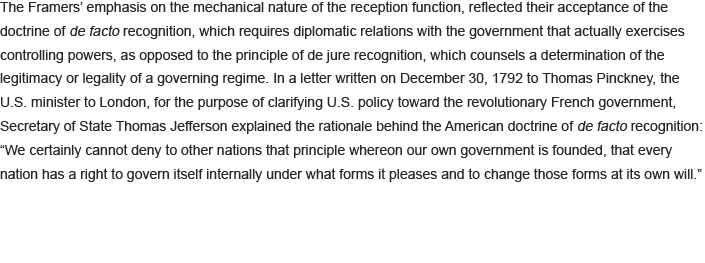 The Framers’ emphasis on the mechanical nature of the reception function, reflected their acceptance of the
doctrine of de facto recognition, which requires diplomatic relations with the government that actually exercises
controlling powers, as opposed to the principle of de jure recognition, which counsels a determination of the
legitimacy or legality of a governing regime. In a letter written on December 30, 1792 to Thomas Pinckney, the
U.S. minister to London, for the purpose of clarifying U.S. policy toward the revolutionary French government,
Secretary of State Thomas Jefferson explained the rationale behind the American doctrine of de facto recognition:
“We certainly cannot deny to other nations that principle whereon our own government is founded, that every
nation has a right to govern itself internally under what forms it pleases and to change those forms at its own will.”